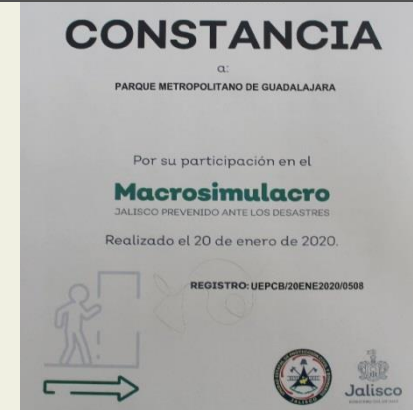 CONSTANCIA
a:
PARQUE METROPOLITANO DE GUADALAJARA
Por su participación en el
Macrosimulacro
JALISCO PREVENIDO ANTE LOS DESASTRES
Realizado el 20 de enero de 2020.
REGISTRO: UEPCB/20ENE2020/0508
JALISCO
Jalisco